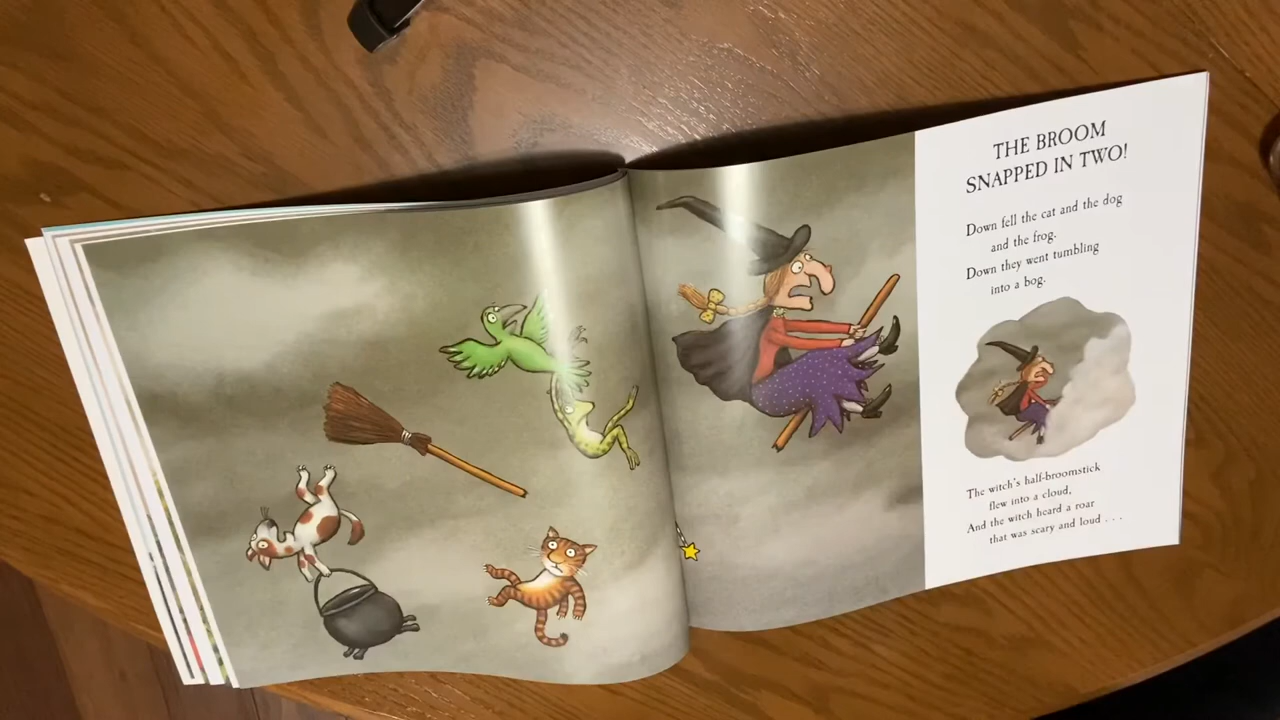 THE BROOM
SNAPPED IN TWO!
Down fell the cat and the dog
and the frog.
Down they went tumbling
into a bog.
The witch's half-broomstick
flew into a cloud,
And the witch heard a roar
that was scary and loud . . .